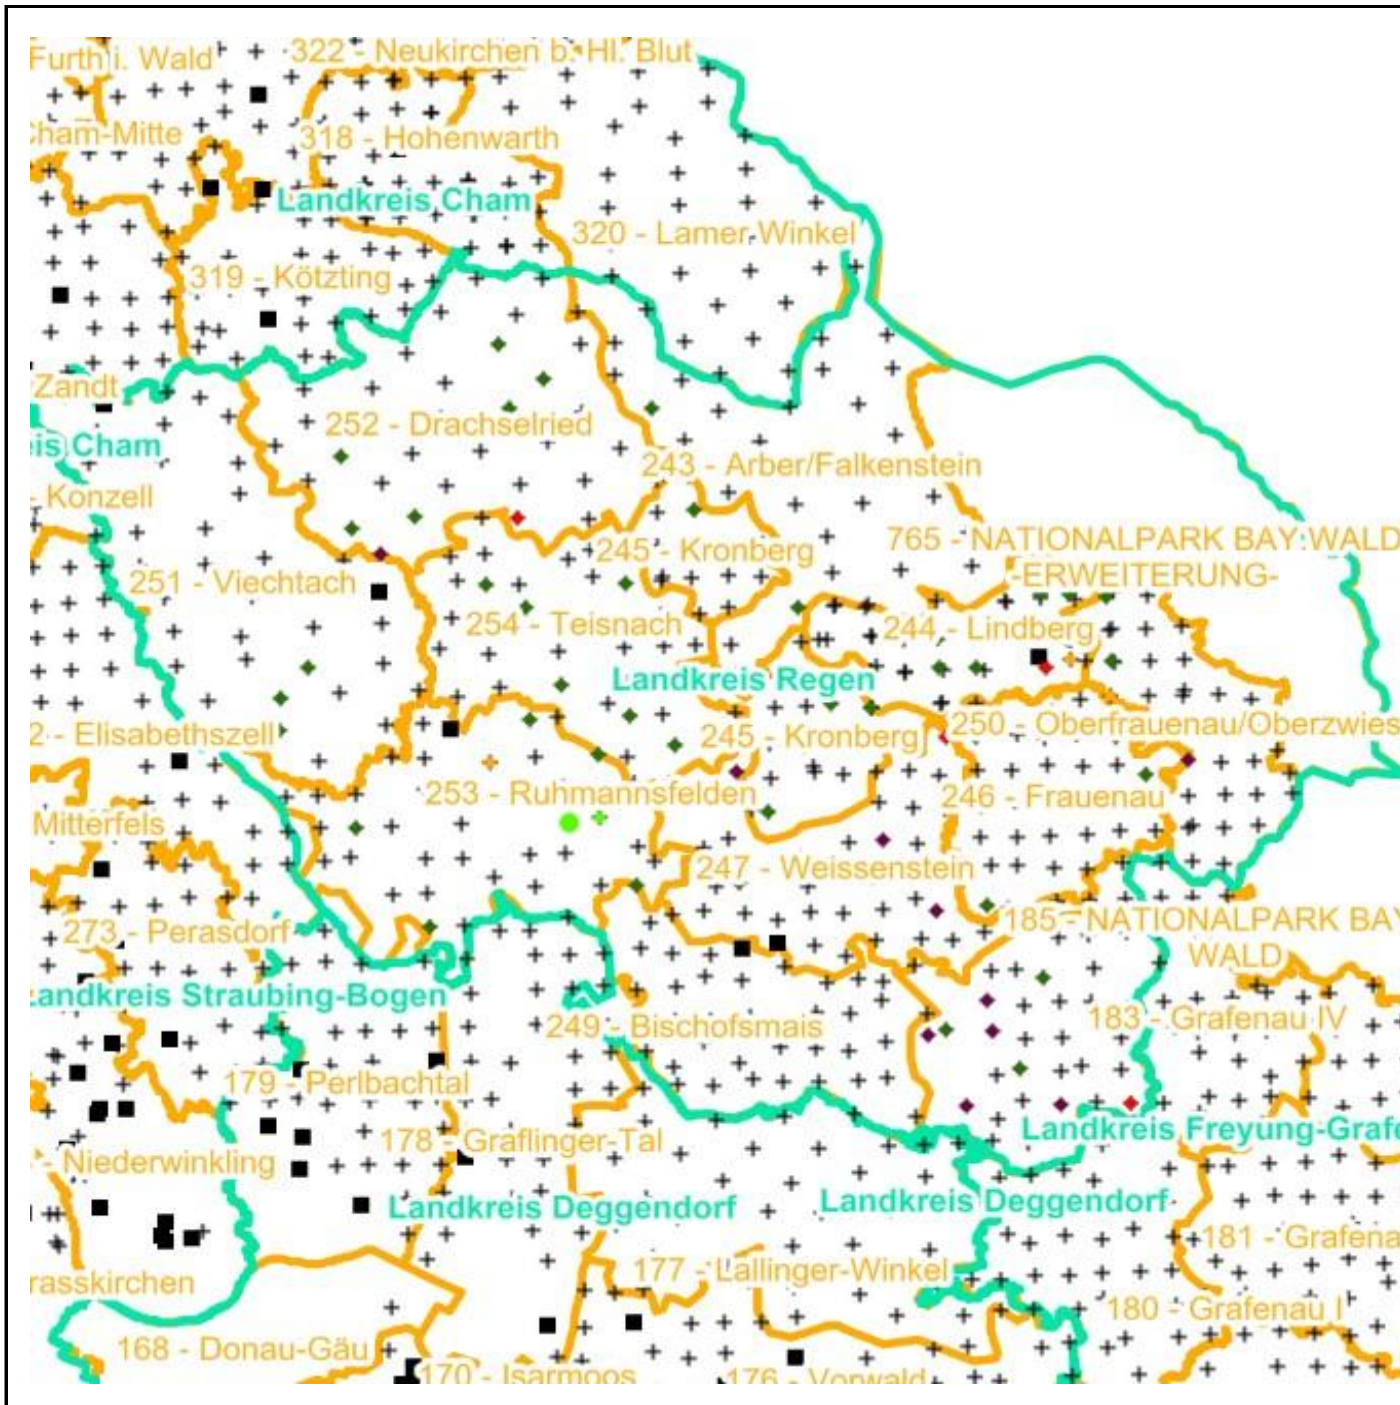 Furth i. Wald
322 - Neukirchen b. Hl. Blut
Cham-Mitte
318 - Hohenwarth
Landkreis Cham
320 - Lamer Winkel
319 - Kötzting
Zandt
252 - Drachselried
eis Cham
243 - Arber/Falkenstein
- Konzell
765 - NATIONALPARK BAY WALD
-ERWEITERUNG-
245 - Kronberg
251 - Viechtach
254 - Teisnach
244 - Lindberg
Landkreis Regen
250 - Oberfrauenau/Oberzwies
2 - Elisabethszell
245 - Kronberg
253 - Ruhmannsfelden
246 - Frauenau
Mitterfels
247 - Weissenstein
185 - NATIONALPARK BA
WALD
273 - Perasdorf
Landkreis Straubing-Bogen
183 - Grafenau IV
249 - Bischofsmais
179 - Perlbachtal
Landkreis Freyung-Grafe
178 - Graflinger-Tal
- Niederwinkling
Landkreis Deggendorf
Landkreis Deggendorf
181 - Grafena
177 - Lallinger-Winkel
rasskirchen
180 - Grafenau I
168 - Donau-Gäu
170 - Isarmoos
176 - Vorwald